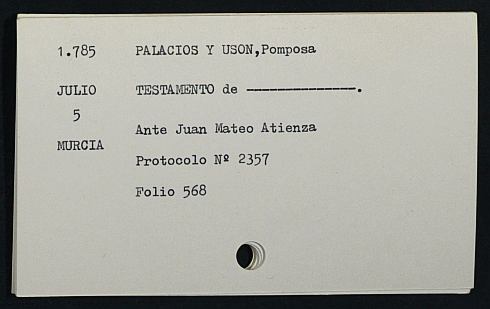 1.785 PALACIOS Y USON,Pomposa
JULIO TESTAMENTO de --------------.
5
Ante Juan Mateo Atienza
MURCIA
Protocolo Nº 2357
Folio 568